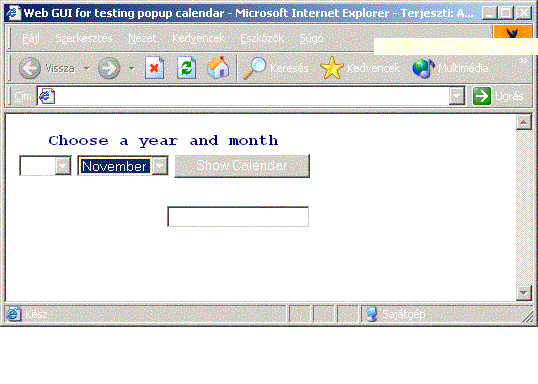 Web GUI for testing popup calendar - Microsoft Internet Explorer - Terjeszti: A...
Fájl Szerkesztés Nézet Kedvencek Eszközök Súgó
Vissza Keresés Kedvencek Multimédia »
Cím Ugrás
Choose a year and month
November Show Calendar
Kész Sajátgép